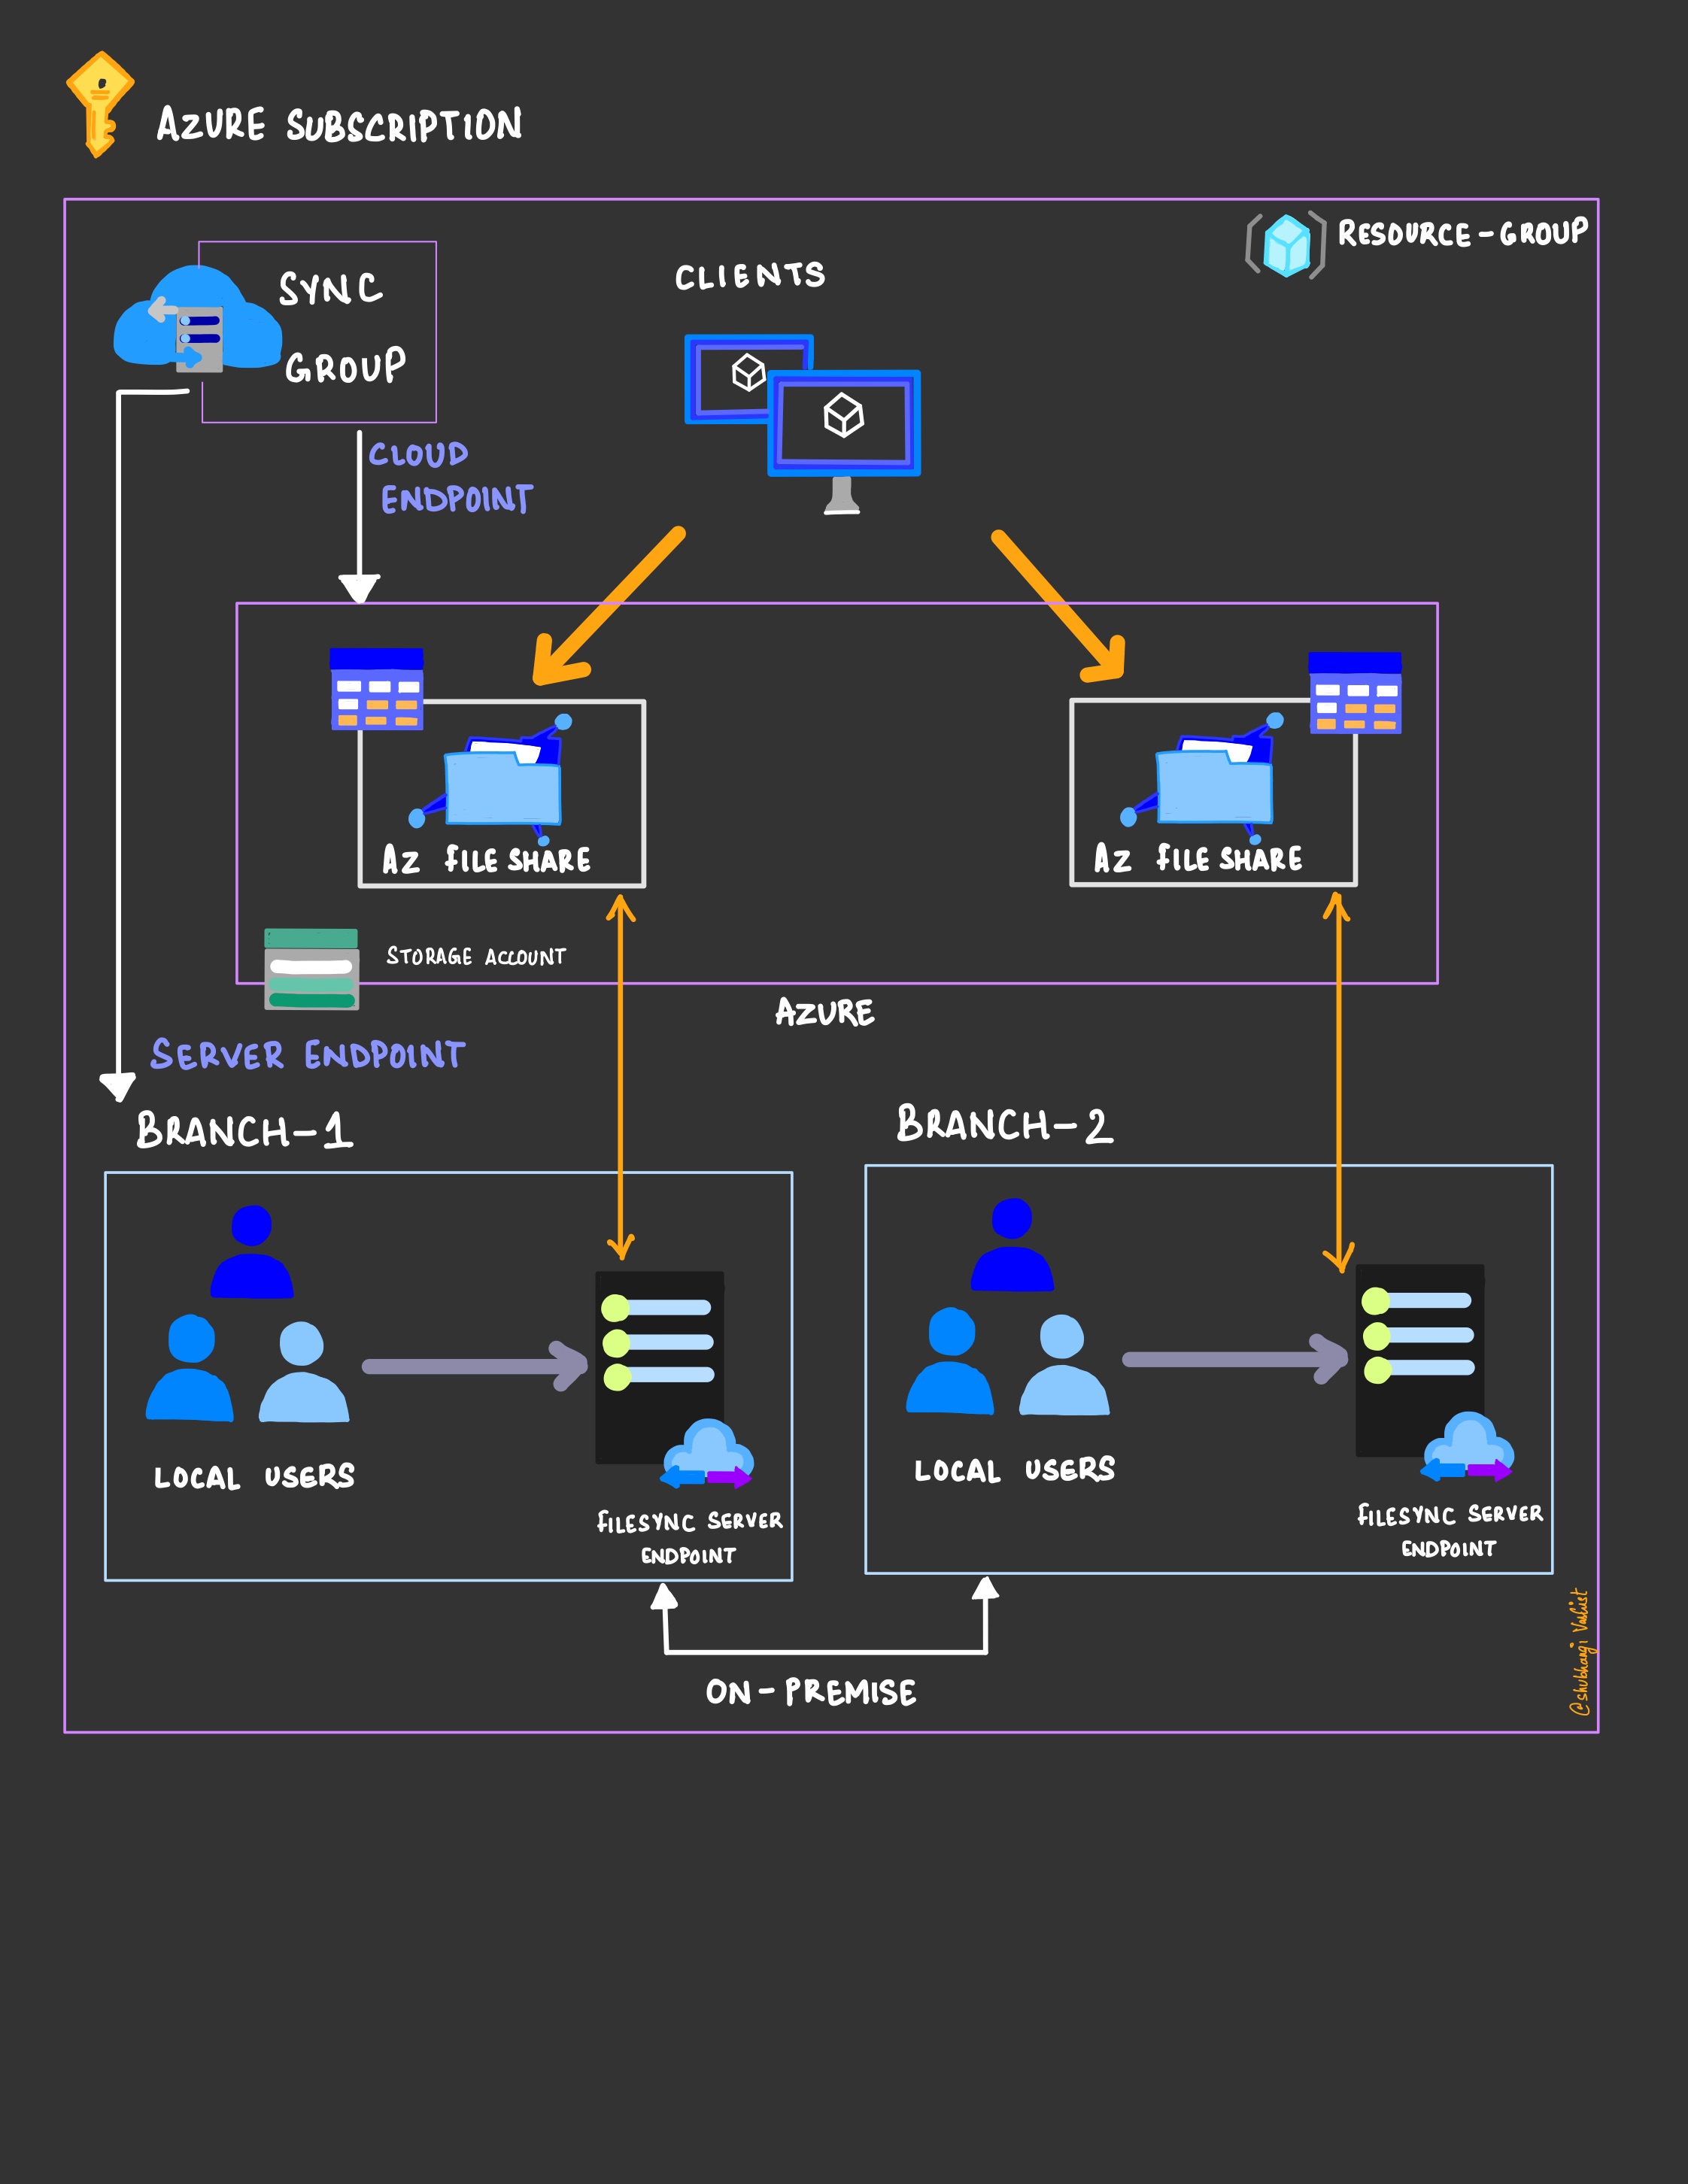 AZURE SUBSCRIPTION
RESOURCE-GROUP
SYNC
GROUP
CLIENTS
CLOUD
ENDPOINT
AZ FILE SHARE
AZ FILE SHARE
STORAGE ACCOUNT
AZURE
SERVER ENDPOINT
BRANCH-1
BRANCH-2
LOCAL USERS
FILESYNC SERVER
ENDPOINT
LOCAL USERS
FILESYNC SERVER
ENDPOINT
ON-PREMISE
@shubhangi Vashist